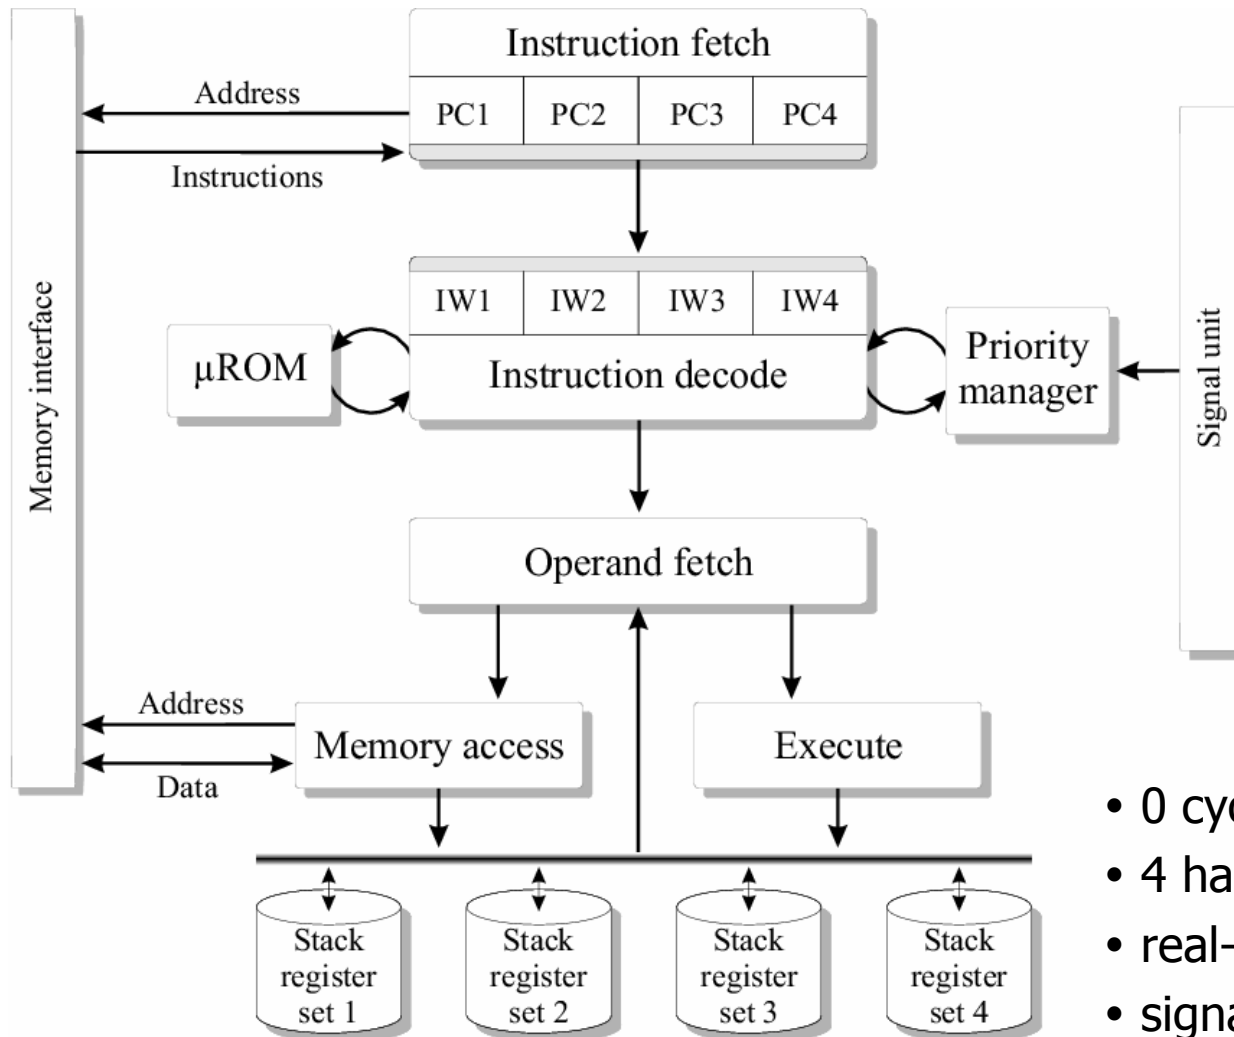 Instruction fetch
PC1 PC2 PC3 PC4
Address
Instructions
Memory interface
IW1 IW2 IW3 IW4
Instruction decode
µROM
Priority
manager
Signal unit
Operand fetch
Address
Data
Memory access
Execute
Stack
register
set 1
Stack
register
set 2
Stack
register
set 3
Stack
register
set 4
• 0 cyc
• 4 ha
• real-
• signa